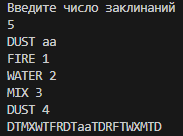 Введите число заклинаний
5
DUST aa
FIRE 1
WATER 2
MIX 3
DUST 4
DTMXWTFRDTaaTDRFTWXMTD